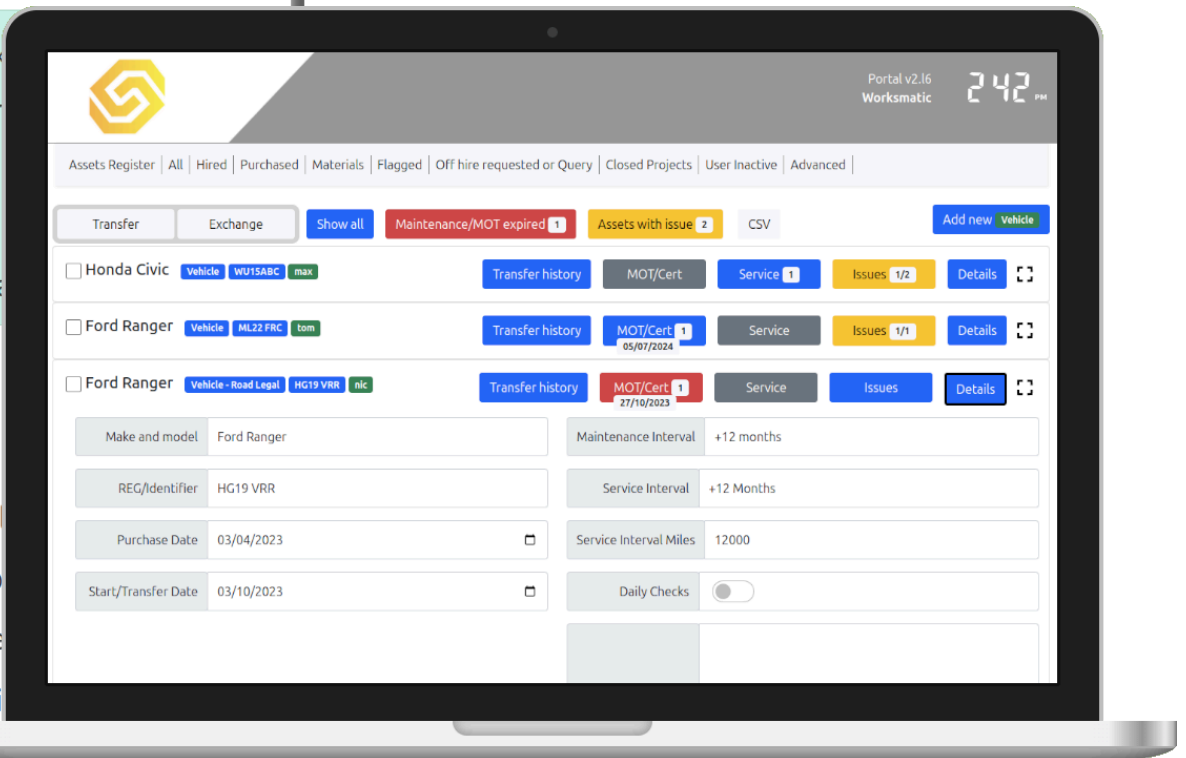 Portal v2.l6
Worksmatic
2 42 PM
Assets Register | All | Hired | Purchased | Materials | Flagged | Off hire requested or Query | Closed Projects | User Inactive | Advanced |
Transfer Exchange Show all Maintenance/MOT expired 1 Assets with issue 2 CSV Add new Vehicle
Honda Civic Vehicle WU15ABC max Transfer history MOT/Cert Service 1 Issues 1/2 Details
Ford Ranger Vehicle ML22 FRC tom Transfer history MOT/Cert 1 Service Issues 1/1 Details
05/07/2024
Ford Ranger Vehicle - Road Legal HG19 VRR nic Transfer history MOT/Cert 1 Service Issues Details
27/10/2023
Make and model Ford Ranger Maintenance Interval +12 months
REG/Identifier HG19 VRR Service Interval +12 Months
Purchase Date 03/04/2023 Service Interval Miles 12000
Start/Transfer Date 03/10/2023 Daily Checks